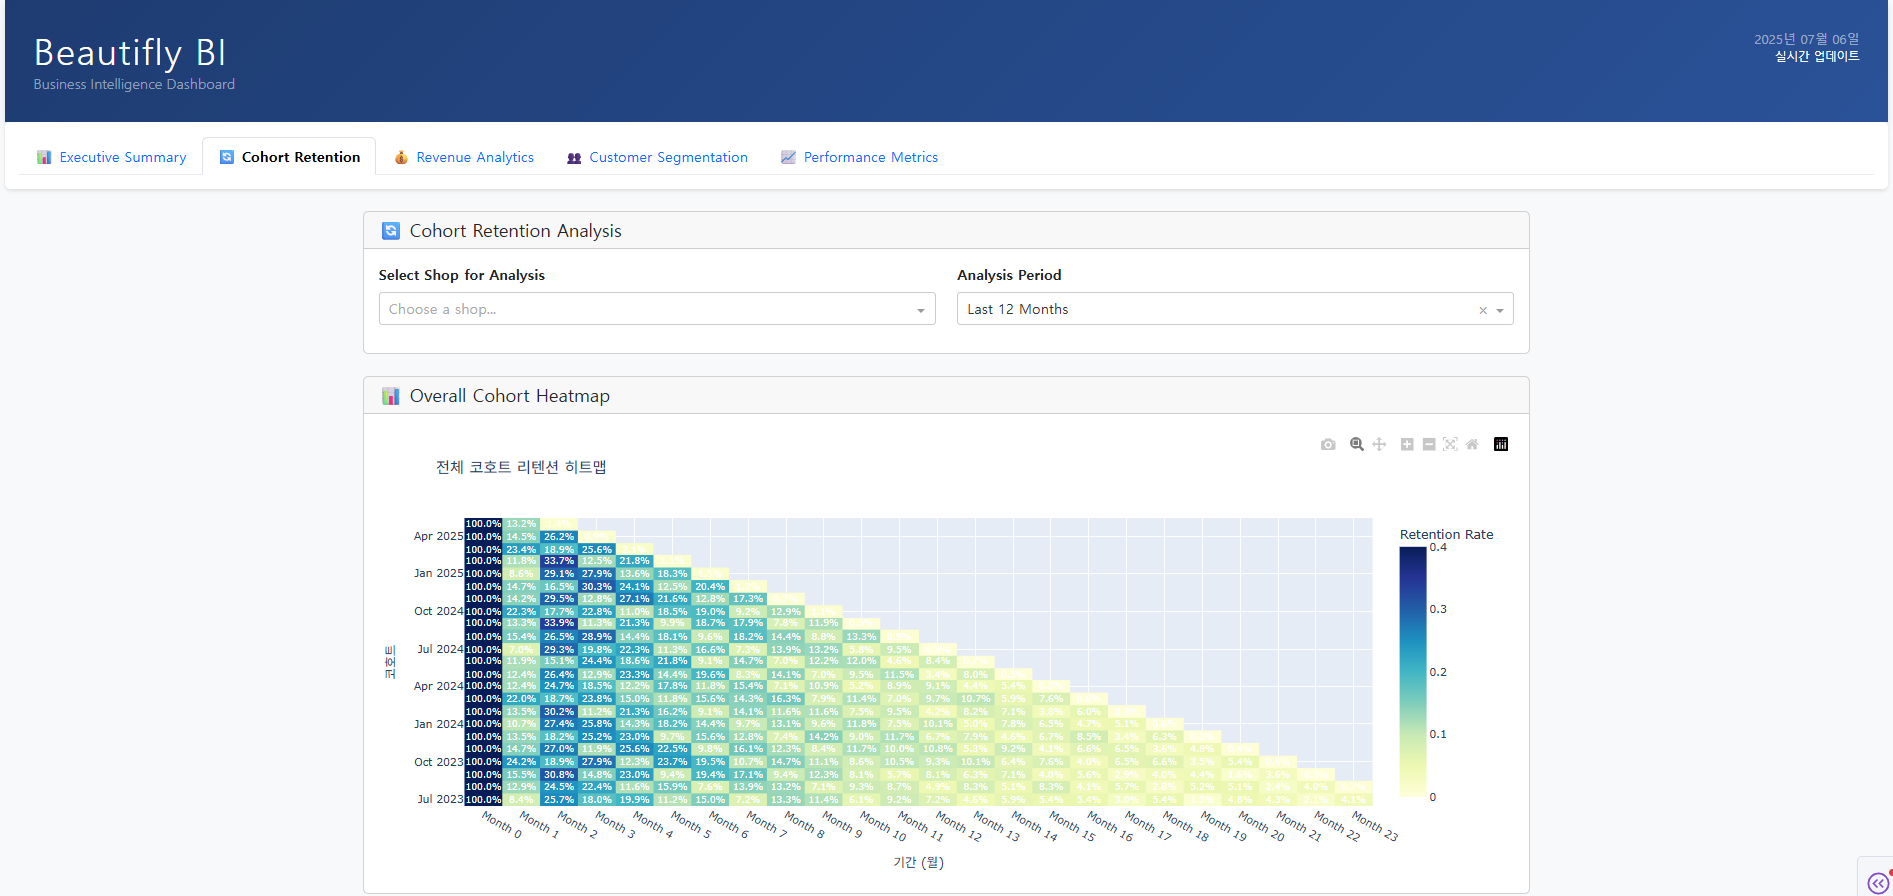 Beautifly BI
Business Intelligence Dashboard
2025년 07월 06일
실시간 업데이트
Executive Summary
Cohort Retention
Revenue Analytics
Customer Segmentation
Performance Metrics
Cohort Retention Analysis
Select Shop for Analysis
Analysis Period
Choose a shop...
Last 12 Months
Overall Cohort Heatmap
전체 코호트 리텐션 히트맵
코호트
100.0% 13.2%
Apr 2025 100.0% 14.5% 26.2%
100.0% 23.4% 18.9% 25.6%
100.0% 11.8% 33.7% 12.5% 21.8%
Jan 2025 100.0% 8.6% 29.1% 27.9% 13.6% 18.3%
100.0% 14.7% 16.5% 30.3% 24.1% 12.5% 20.4%
100.0% 14.2% 29.5% 12.8% 27.1% 21.6% 12.8% 17.3%
Oct 2024 100.0% 22.3% 17.7% 22.8% 11.0% 18.5% 19.0% 9.2% 12.9%
100.0% 13.3% 33.9% 11.3% 21.3% 9.9% 18.7% 17.9% 7.8% 11.9%
100.0% 15.4% 26.5% 28.9% 14.4% 18.1% 9.6% 18.2% 14.4% 8.8% 13.3%
Jul 2024 100.0% 7.0% 29.3% 19.8% 22.3% 11.3% 16.6% 7.3% 13.9% 13.2% 5.8% 9.5%
100.0% 11.9% 15.1% 24.4% 18.6% 21.8% 9.1% 14.7% 7.0% 12.2% 12.0% 4.6% 8.4%
100.0% 12.4% 26.4% 12.9% 23.3% 14.4% 19.6% 8.3% 14.1% 7.0% 9.5% 11.5% 8.0%
Apr 2024 100.0% 12.4% 24.7% 18.5% 12.2% 17.8% 11.8% 15.4% 7.1% 10.9% 5.2% 8.9% 9.1% 4.4% 5.4%
100.0% 22.0% 18.7% 23.8% 15.0% 11.8% 15.6% 14.3% 16.3% 7.9% 11.4% 7.0% 9.7% 10.7% 5.9% 7.6%
100.0% 13.5% 30.2% 11.2% 21.3% 16.2% 9.1% 14.1% 11.6% 11.6% 7.5% 9.5% 4.2% 8.2% 7.1% 6.0%
Jan 2024 100.0% 10.7% 27.4% 25.8% 14.3% 18.2% 14.4% 9.7% 13.1% 9.6% 11.8% 7.5% 10.1% 5.0% 7.8% 6.5% 4.7% 5.1%
100.0% 13.5% 18.2% 25.2% 23.0% 9.7% 15.6% 12.8% 7.4% 14.2% 9.0% 11.7% 6.7% 7.9% 4.6% 6.7% 8.5% 3.4% 6.3%
100.0% 14.7% 27.0% 11.9% 25.6% 22.5% 9.8% 16.1% 12.3% 8.4% 11.7% 10.0% 10.8% 5.3% 9.2% 4.1% 6.6% 6.5% 3.6% 4.8%
Oct 2023 100.0% 24.2% 18.9% 27.9% 12.3% 23.7% 19.5% 10.7% 14.7% 11.1% 8.6% 10.5% 9.3% 10.1% 6.4% 7.6% 4.0% 6.5% 6.6% 3.5% 5.4%
100.0% 15.5% 30.8% 14.8% 23.0% 9.4% 19.4% 17.1% 9.4% 12.3% 8.1% 5.7% 8.1% 6.3% 7.1% 4.0% 5.6% 4.0% 4.4% 3.6%
100.0% 12.9% 24.5% 22.4% 11.6% 15.9% 7.6% 13.9% 13.2% 7.1% 9.3% 8.7% 4.9% 8.3% 5.1% 8.3% 4.1% 5.7% 5.2% 5.1% 4.0%
Jul 2023 100.0% 8.4% 25.7% 18.0% 19.9% 11.2% 15.0% 7.2% 13.3% 11.4% 6.1% 9.2% 7.2% 4.6% 5.9% 5.4% 5.4% 3.0% 5.4% 4.8% 4.3% 4.1%
Month 0 Month 1 Month 2 Month 3 Month 4 Month 5 Month 6 Month 7 Month 8 Month 9 Month 10 Month 11 Month 12 Month 13 Month 14 Month 15 Month 16 Month 17 Month 18 Month 19 Month 20 Month 21 Month 22 Month 23
기간 (월)
Retention Rate
0.4
0.3
0.2
0.1
0